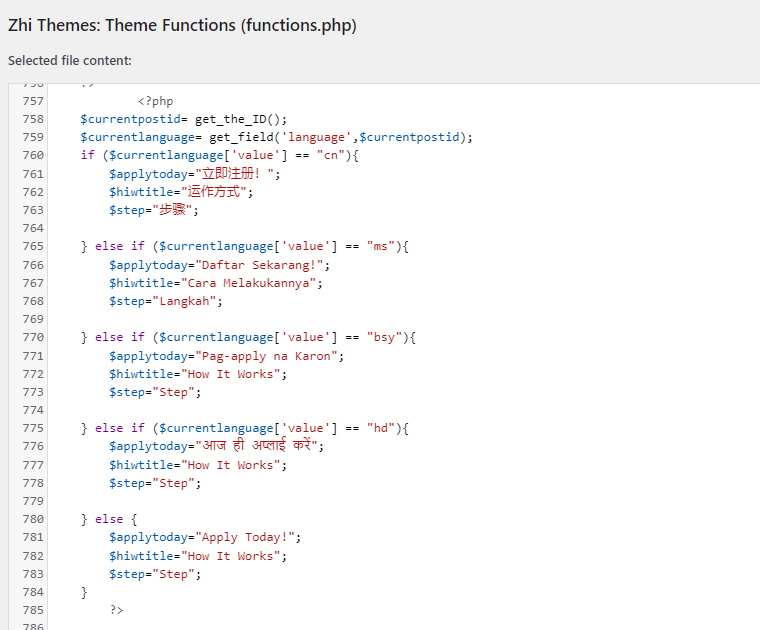 Zhi Themes: Theme Functions (functions.php)
Selected file content:
757 <?php
758 $currentpostid= get_the_ID();
759 $currentlanguage= get_field('language',$currentpostid);
760 if ($currentlanguage['value'] == "cn"){
761 $applytoday="立即注册! ";
762 $hiwtitle="运作方式";
763 $step="步骤";
764
765 } else if ($currentlanguage['value'] == "ms"){
766 $applytoday="Daftar Sekarang!";
767 $hiwtitle="Cara Melakukannya";
768 $step="Langkah";
769
770 } else if ($currentlanguage['value'] == "bsy"){
771 $applytoday="Pag-apply na Karon";
772 $hiwtitle="How It Works";
773 $step="Step";
774
775 } else if ($currentlanguage['value'] == "hd"){
776 $applytoday="आज ही अप्लाई करें";
777 $hiwtitle="How It Works";
778 $step="Step";
779
780 } else {
781 $applytoday="Apply Today!";
782 $hiwtitle="How It Works";
783 $step="Step";
784 }
785 ?>
786